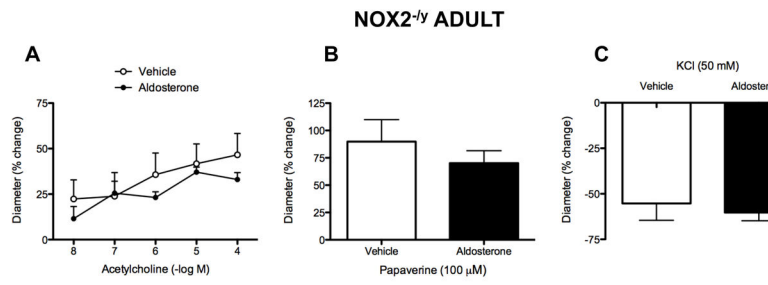 NOX2-/y ADULT
A
Vehicle
Aldosterone
Diameter (% change)
75
50
25
0
8 7 6 5 4
Acetylcholine (-log M)
B
Diameter (% change)
125
100
75
50
25
0
Vehicle Aldosterone
Papaverine (100 μM)
C
KCl (50 mM)
Vehicle Aldoste
Diameter (% change)
0
-25
-50
-75